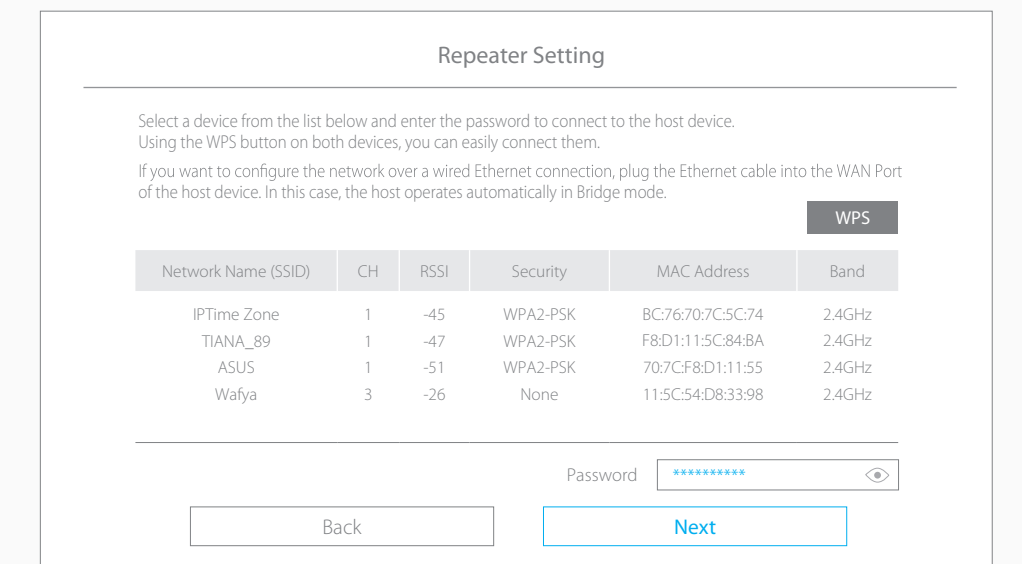 Repeater Setting
Select a device from the list below and enter the password to connect to the host device.
Using the WPS button on both devices, you can easily connect them.
If you want to configure the network over a wired Ethernet connection, plug the Ethernet cable into the WAN Port
of the host device. In this case, the host operates automatically in Bridge mode.
WPS
Network Name (SSID) CH RSSI Security MAC Address Band
IPTime Zone 1 -45 WPA2-PSK BC:76:70:7C:5C:74 2.4GHz
TIANA_89 1 -47 WPA2-PSK F8:D1:11:5C:84:BA 2.4GHz
ASUS 1 -51 WPA2-PSK 70:7C:F8:D1:11:55 2.4GHz
Wafya 3 -26 None 11:5C:54:D8:33:98 2.4GHz
Password **********
Back Next